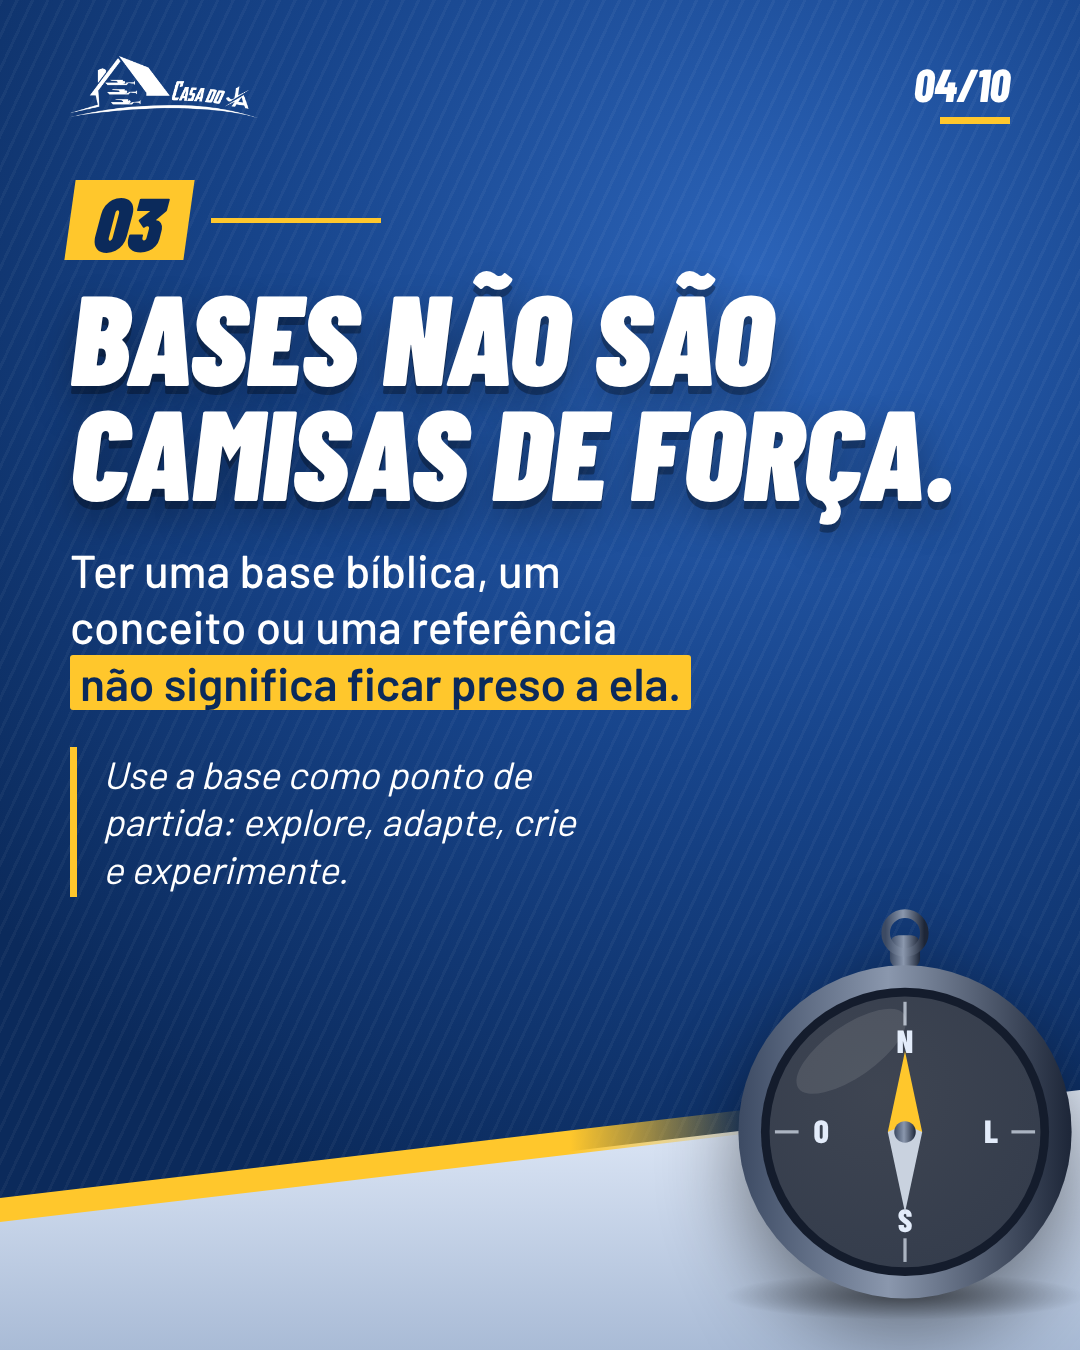 CASA DO JA
04/10
03
BASES NÃO SÃO
CAMISAS DE FORÇA.
Ter uma base bíblica, um
conceito ou uma referência
não significa ficar preso a ela.
Use a base como ponto de
partida: explore, adapte, crie
e experimente.
N
O L
S